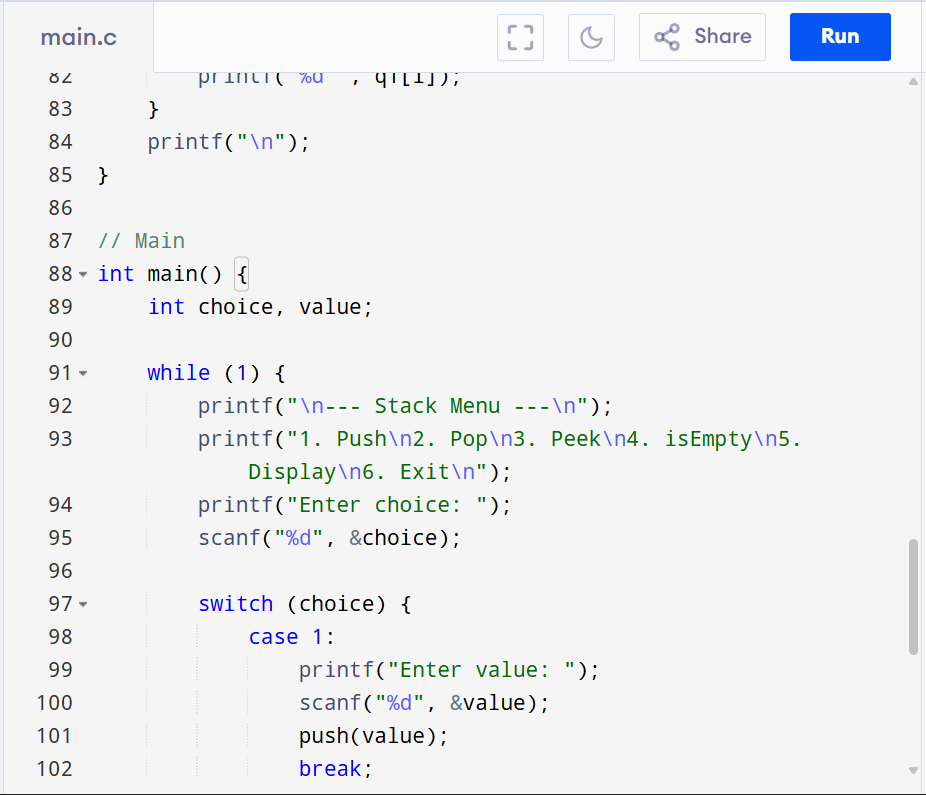 main.c
Share
Run
82 printf("%d ", q1[i]);
83 }
84 printf("\n");
85 }
86
87 // Main
88 int main() {
89 int choice, value;
90
91 while (1) {
92 printf("\n--- Stack Menu ---\n");
93 printf("1. Push\n2. Pop\n3. Peek\n4. isEmpty\n5.
Display\n6. Exit\n");
94 printf("Enter choice: ");
95 scanf("%d", &choice);
96
97 switch (choice) {
98 case 1:
99 printf("Enter value: ");
100 scanf("%d", &value);
101 push(value);
102 break;